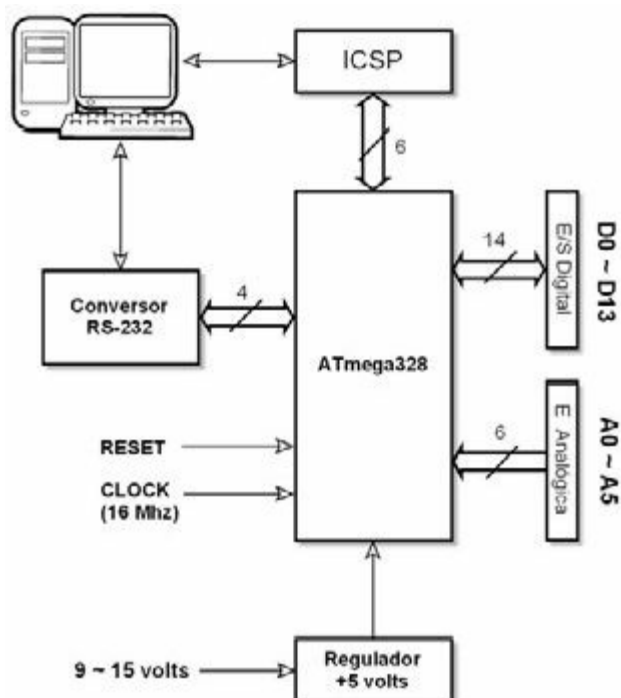 ICSP
6
14
E/S Digital
D0 ~ D13
Conversor
RS-232
4
ATmega328
6
E Analógica
A0 ~ A5
RESET
CLOCK
(16 Mhz)
9 ~ 15 volts
Regulador
+5 volts